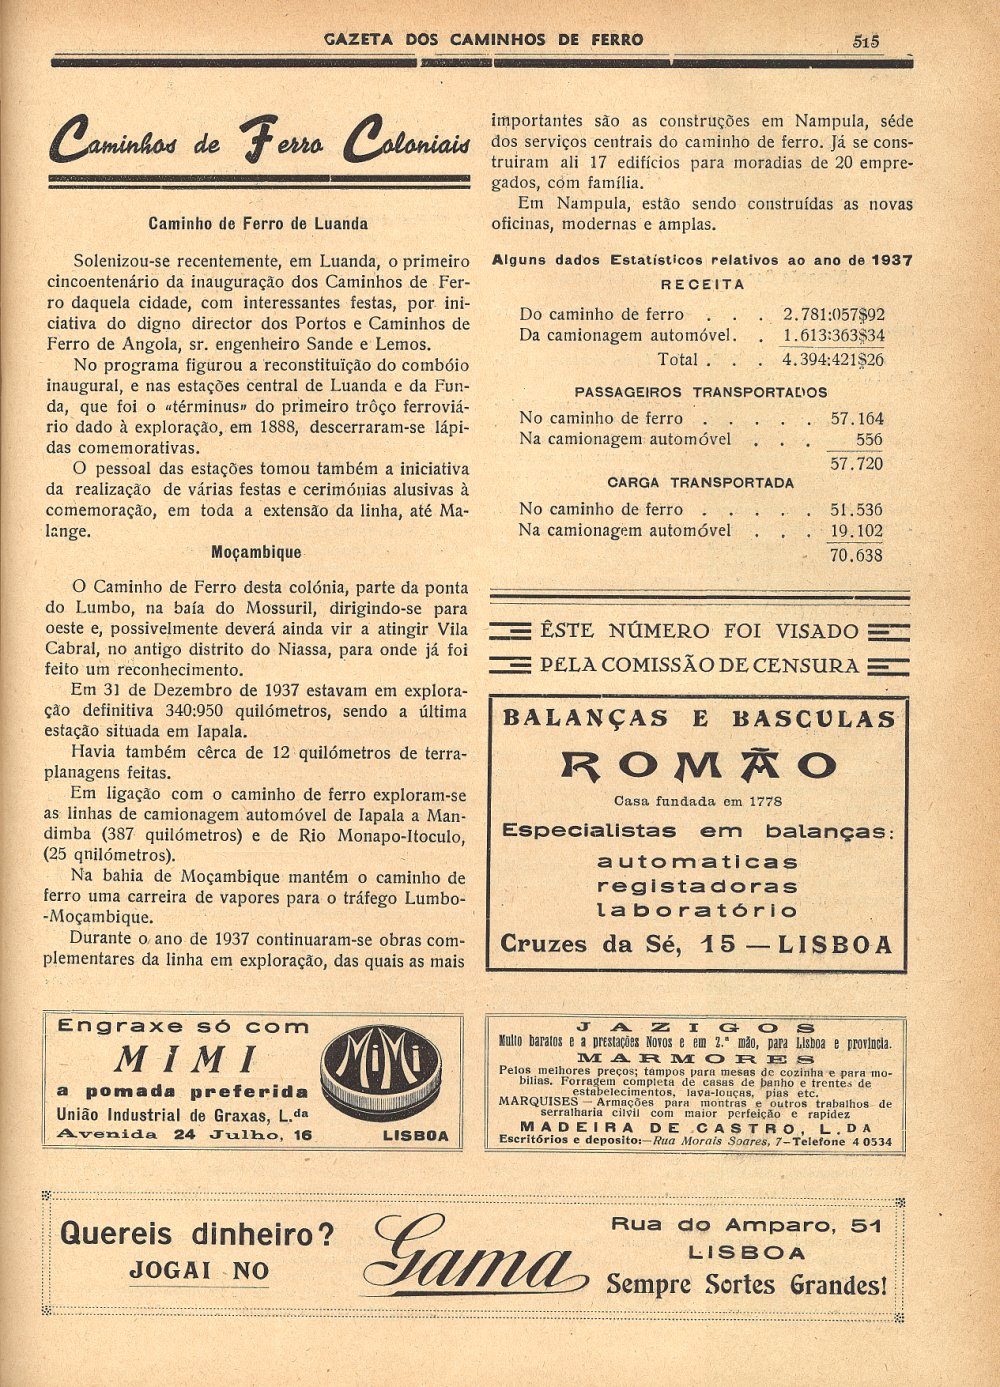 GAZETA DOS CAMINHOS DE FERRO
515
Caminhos de Ferro Coloniais
Caminho de Ferro de Luanda
Solenizou-se recentemente, em Luanda, o primeiro
cincoentenário da inauguração dos Caminhos de Fer-
ro daquela cidade, com interessantes festas, por ini-
ciativa do digno director dos Portos e Caminhos de
Ferro de Angola, sr. engenheiro Sande e Lemos.
No programa figurou a reconstituïção do combóio
inaugural, e nas estações central de Luanda e da Fun-
da, que foi o «términus» do primeiro trôço ferroviá-
rio dado à exploração, em 1888, descerraram-se lápi-
das comemorativas.
O pessoal das estações tomou também a iniciativa
da realização de várias festas e cerimónias alusivas à
comemoração, em toda a extensão da linha, até Ma-
lange.
Moçambique
O Caminho de Ferro desta colónia, parte da ponta
do Lumbo, na baía do Mossuril, dirigindo-se para
oeste e, possivelmente deverá ainda vir a atingir Vila
Cabral, no antigo distrito do Niassa, para onde já foi
feito um reconhecimento.
Em 31 de Dezembro de 1937 estavam em explora-
ção definitiva 340:950 quilómetros, sendo a última
estação situada em Iapala.
Havia também cêrca de 12 quilómetros de terra-
planagens feitas.
Em ligação com o caminho de ferro exploram-se
as linhas de camionagem automóvel de Iapala a Man-
dimba (387 quilómetros) e de Rio Monapo-Itoculo,
(25 qnilómetros).
Na bahia de Moçambique mantém o caminho de
ferro uma carreira de vapores para o tráfego Lumbo-
-Moçambique.
Durante o ano de 1937 continuaram-se obras com-
plementares da linha em exploração, das quais as mais
importantes são as construções em Nampula, séde
dos serviços centrais do caminho de ferro. Já se cons-
truiram ali 17 edifícios para moradias de 20 empre-
gados, com família.
Em Nampula, estão sendo construídas as novas
oficinas, modernas e amplas.
Alguns dados Estatísticos relativos ao ano de 1937
RECEITA
Do caminho de ferro . . . 2.781:057$92
Da camionagem automóvel. . 1.613:363$34
Total . . . 4.394:421$26
PASSAGEIROS TRANSPORTADOS
No caminho de ferro . . . . . 57.164
Na camionagem automóvel . . . 556
57.720
CARGA TRANSPORTADA
No caminho de ferro . . . . . 51.536
Na camionagem automóvel . . . 19.102
70.638
ÊSTE NÚMERO FOI VISADO
PELA COMISSÃO DE CENSURA
BALANÇAS E BASCULAS
ROMÃO
Casa fundada em 1778
Especialistas em balanças:
automaticas
registadoras
laboratório
Cruzes da Sé, 15 — LISBOA
Engraxe só com
MIMI
a pomada preferida
União Industrial de Graxas, L.da
Avenida 24 Julho, 16
MiMi
LISBOA
JAZIGOS
Muito baratos e a prestações Novos e em 2.ª mão, para Lisboa e provincia.
MARMORES
Pelos melhores preços; tampos para mesas de cozinha e para mo-
bilias. Forragem completa de casas de banho e frentes de
estabelecimentos, lava-louças, pias etc.
MARQUISES — Armações para montras e outros trabalhos de
serralharia cilvil com maior perfeição e rapidez
MADEIRA DE CASTRO, L.DA
Escritórios e deposito:—Rua Morais Soares, 7—Telefone 4 0534
Quereis dinheiro?
JOGAI NO
Gama
Rua do Amparo, 51
LISBOA
Sempre Sortes Grandes!